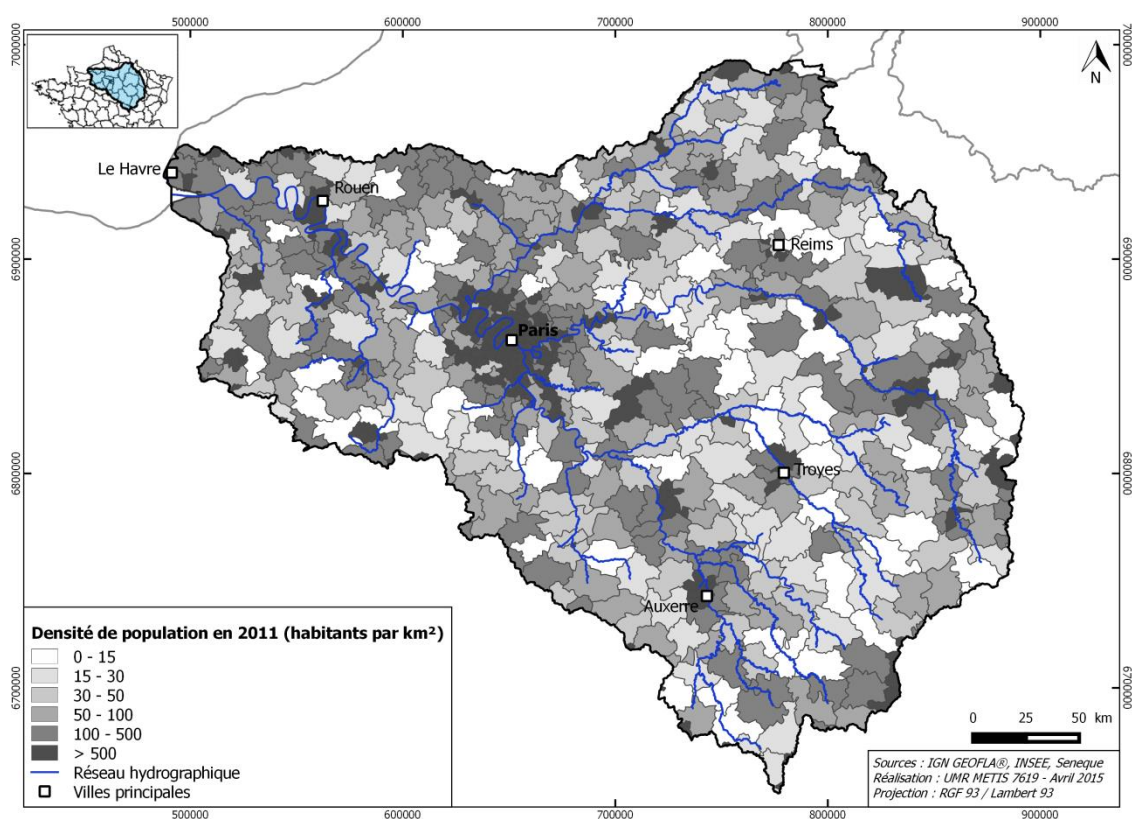 500000 600000 700000 800000 900000
7000000 7000000
N
Le Havre
Rouen
Reims
6900000 6900000
Paris
6800000 Troyes 6800000
Auxerre
Densité de population en 2011 (habitants par km²)
0 - 15
15 - 30
30 - 50
50 - 100
100 - 500
> 500
Réseau hydrographique
Villes principales
6700000 6700000
0 25 50 km
Sources : IGN GEOFLA®, INSEE, Seneque
Réalisation : UMR METIS 7619 - Avril 2015
Projection : RGF 93 / Lambert 93
500000 600000 700000 800000 900000